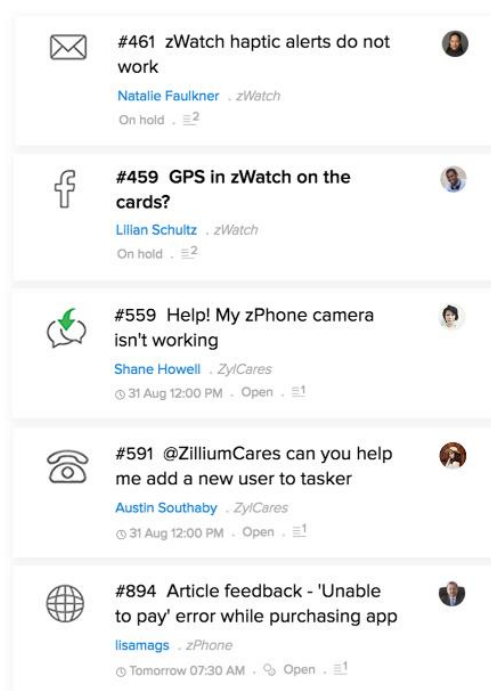 #461 zWatch haptic alerts do not
work
Natalie Faulkner . zWatch
On hold . 2
#459 GPS in zWatch on the
cards?
Lilian Schultz . zWatch
On hold . 2
#559 Help! My zPhone camera
isn't working
Shane Howell . ZylCares
31 Aug 12:00 PM . Open . 1
#591 @ZilliumCares can you help
me add a new user to tasker
Austin Southaby . ZylCares
31 Aug 12:00 PM . Open . 1
#894 Article feedback - 'Unable
to pay' error while purchasing app
lisamags . zPhone
Tomorrow 07:30 AM . Open . 1